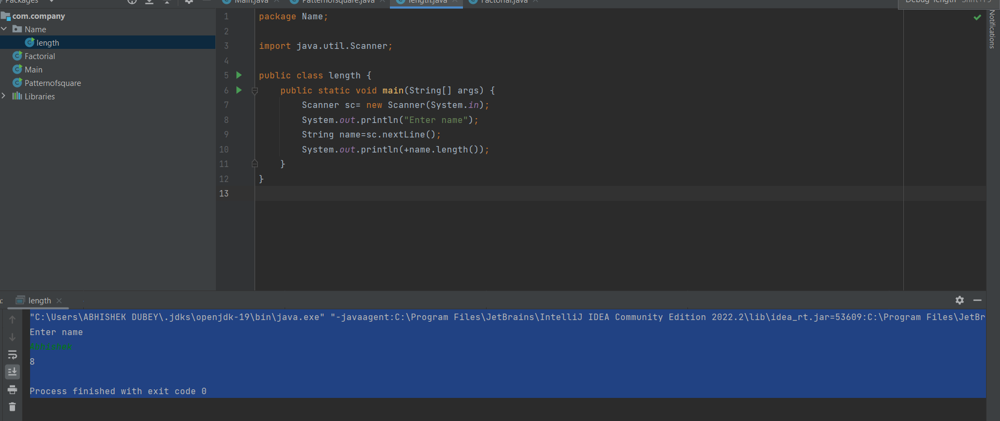 Packages
Main.java
Patternofsquare.java
length.java
Factorial.java
Debug 'length' Shift+F9
com.company
Name
length
Factorial
Main
Patternofsquare
Libraries
1 package Name;
2
3 import java.util.Scanner;
4
5 public class length {
6 public static void main(String[] args) {
7 Scanner sc= new Scanner(System.in);
8 System.out.println("Enter name");
9 String name=sc.nextLine();
10 System.out.println(+name.length());
11 }
12 }
13
Notifications
length
"C:\Users\ABHISHEK DUBEY\.jdks\openjdk-19\bin\java.exe" "-javaagent:C:\Program Files\JetBrains\IntelliJ IDEA Community Edition 2022.2\lib\idea_rt.jar=53609:C:\Program Files\JetBr
Enter name
Abhishek
8
Process finished with exit code 0